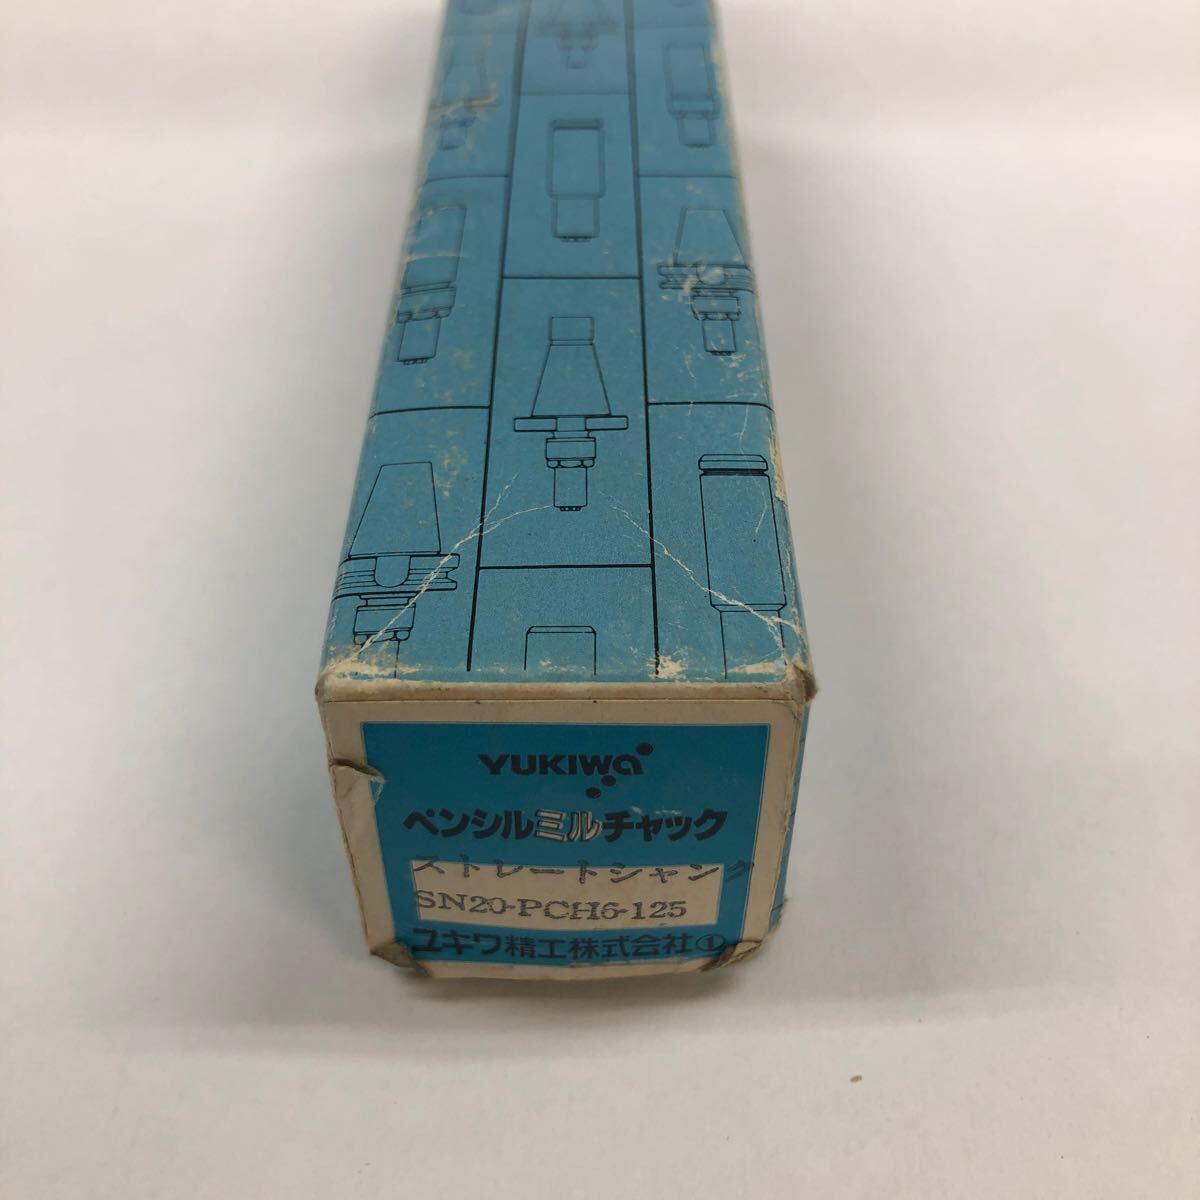 YUKIWA
ペンシルミルチャック
ストレートシャンク
SN20-PCH6-125
ユキワ精工株式会社①